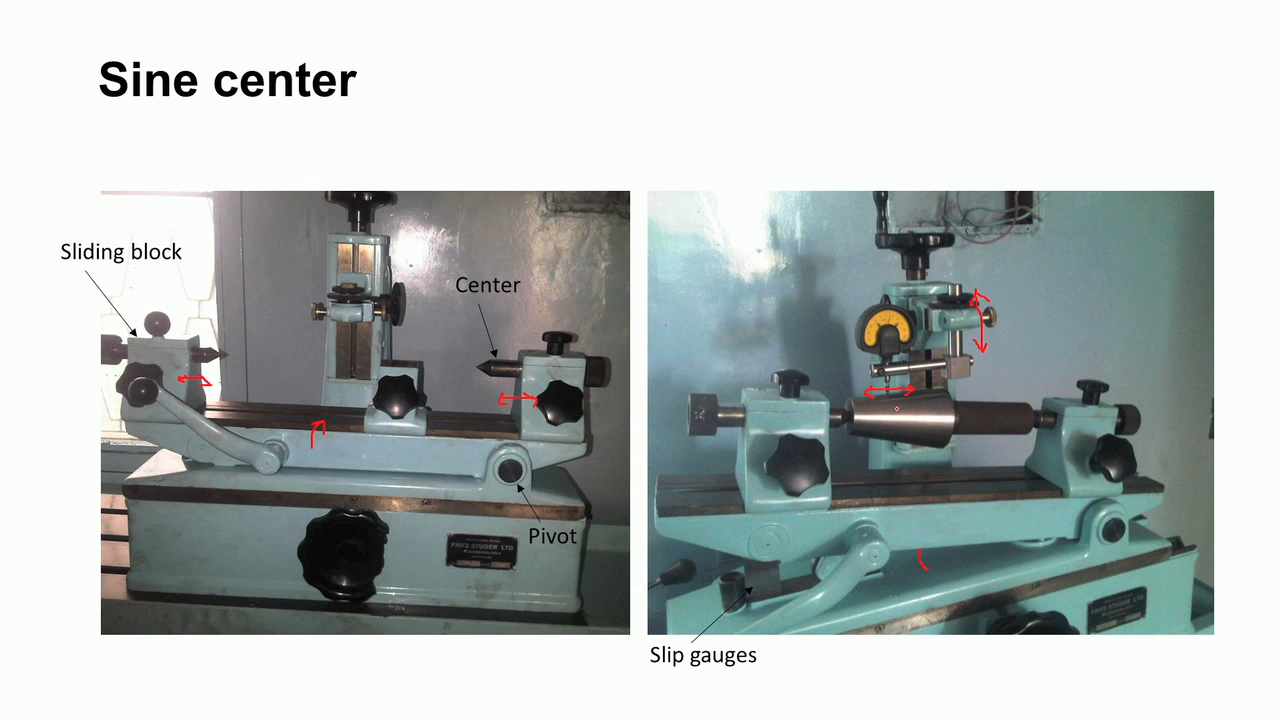 Sine center
Sliding block
Center
Pivot
FRITZ STUDER LTD
FRITZ STUDER LTD
Slip gauges